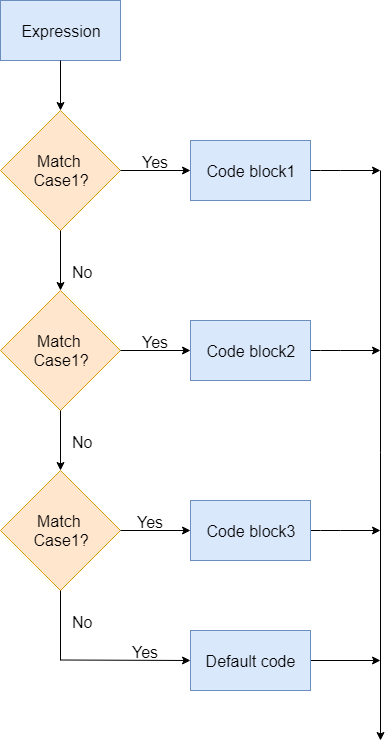 Expression
Match
Case1?
Yes
Code block1
No
Match
Case1?
Yes
Code block2
No
Match
Case1?
Yes
Code block3
No
Yes
Default code